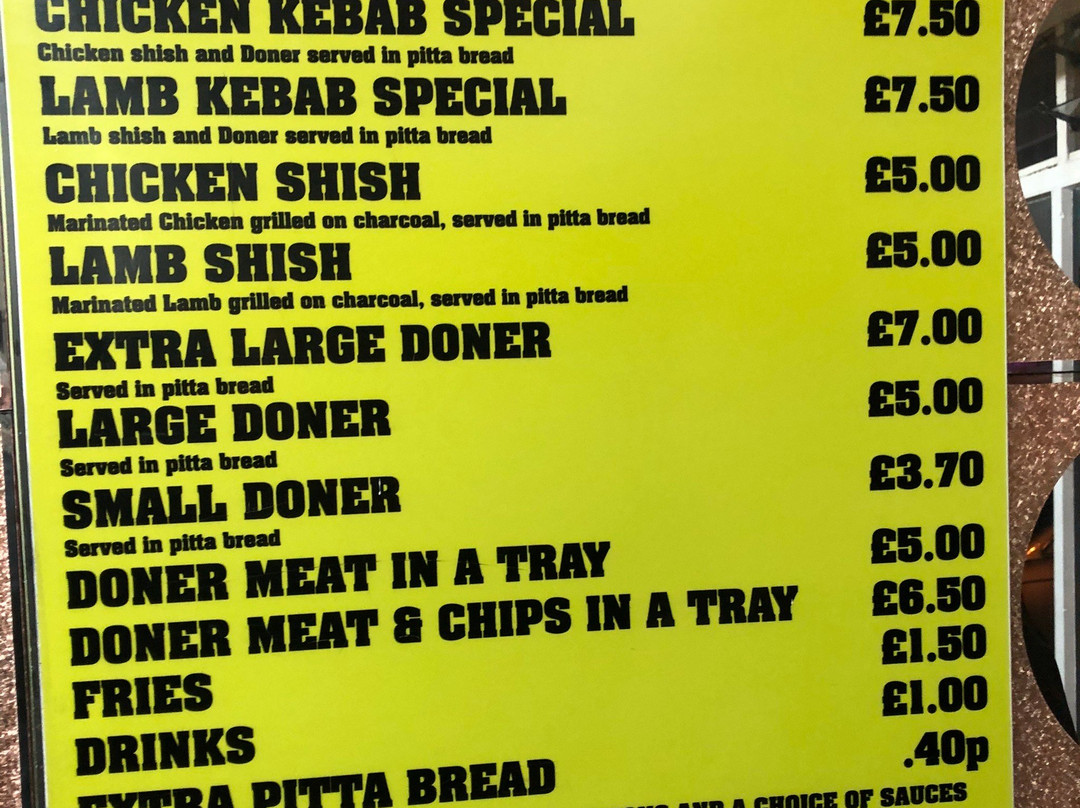 CHICKEN KEBAB SPECIAL £7.50
Chicken shish and Doner served in pitta bread
LAMB KEBAB SPECIAL £7.50
Lamb shish and Doner served in pitta bread
CHICKEN SHISH £5.00
Marinated Chicken grilled on charcoal, served in pitta bread
LAMB SHISH £5.00
Marinated Lamb grilled on charcoal, served in pitta bread
EXTRA LARGE DONER £7.00
Served in pitta bread
LARGE DONER £5.00
Served in pitta bread
SMALL DONER £3.70
Served in pitta bread
DONER MEAT IN A TRAY £5.00
DONER MEAT & CHIPS IN A TRAY £6.50
FRIES £1.50
DRINKS £1.00
EXTRA PITTA BREAD .40p
AND A CHOICE OF SAUCES